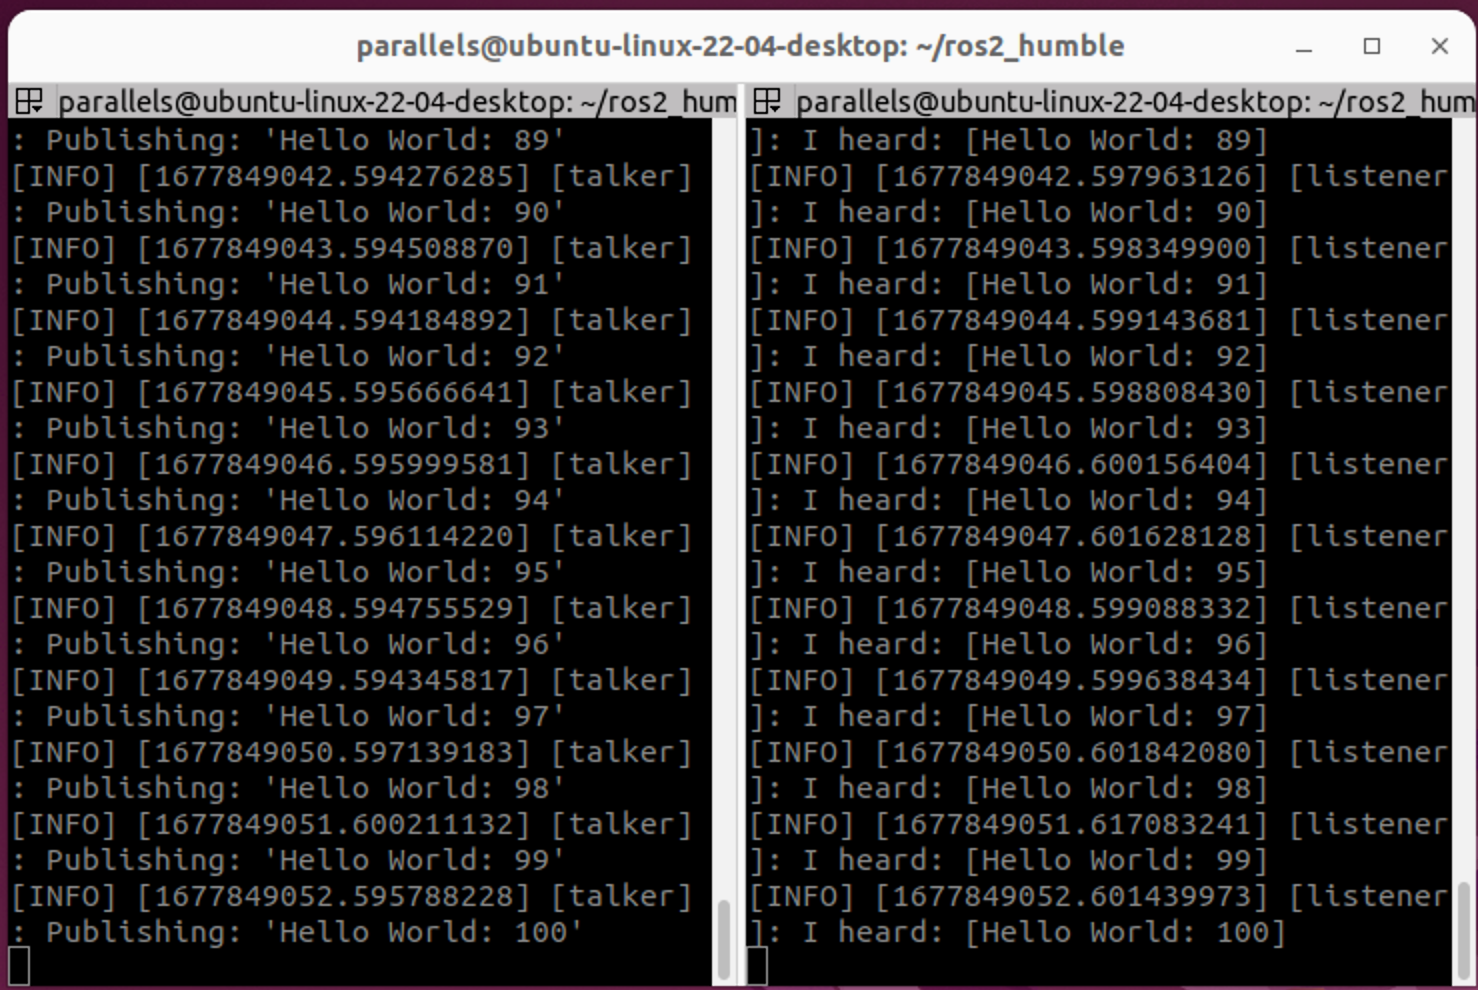 parallels@ubuntu-linux-22-04-desktop: ~/ros2_humble
parallels@ubuntu-linux-22-04-desktop: ~/ros2_hum
: Publishing: 'Hello World: 89'
[INFO] [1677849042.594276285] [talker]
: Publishing: 'Hello World: 90'
[INFO] [1677849043.594508870] [talker]
: Publishing: 'Hello World: 91'
[INFO] [1677849044.594184892] [talker]
: Publishing: 'Hello World: 92'
[INFO] [1677849045.595666641] [talker]
: Publishing: 'Hello World: 93'
[INFO] [1677849046.595999581] [talker]
: Publishing: 'Hello World: 94'
[INFO] [1677849047.596114220] [talker]
: Publishing: 'Hello World: 95'
[INFO] [1677849048.594755529] [talker]
: Publishing: 'Hello World: 96'
[INFO] [1677849049.594345817] [talker]
: Publishing: 'Hello World: 97'
[INFO] [1677849050.597139183] [talker]
: Publishing: 'Hello World: 98'
[INFO] [1677849051.600211132] [talker]
: Publishing: 'Hello World: 99'
[INFO] [1677849052.595788228] [talker]
: Publishing: 'Hello World: 100'
parallels@ubuntu-linux-22-04-desktop: ~/ros2_hum
]: I heard: [Hello World: 89]
[INFO] [1677849042.597963126] [listener
]: I heard: [Hello World: 90]
[INFO] [1677849043.598349900] [listener
]: I heard: [Hello World: 91]
[INFO] [1677849044.599143681] [listener
]: I heard: [Hello World: 92]
[INFO] [1677849045.598808430] [listener
]: I heard: [Hello World: 93]
[INFO] [1677849046.600156404] [listener
]: I heard: [Hello World: 94]
[INFO] [1677849047.601628128] [listener
]: I heard: [Hello World: 95]
[INFO] [1677849048.599088332] [listener
]: I heard: [Hello World: 96]
[INFO] [1677849049.599638434] [listener
]: I heard: [Hello World: 97]
[INFO] [1677849050.601842080] [listener
]: I heard: [Hello World: 98]
[INFO] [1677849051.617083241] [listener
]: I heard: [Hello World: 99]
[INFO] [1677849052.601439973] [listener
]: I heard: [Hello World: 100]